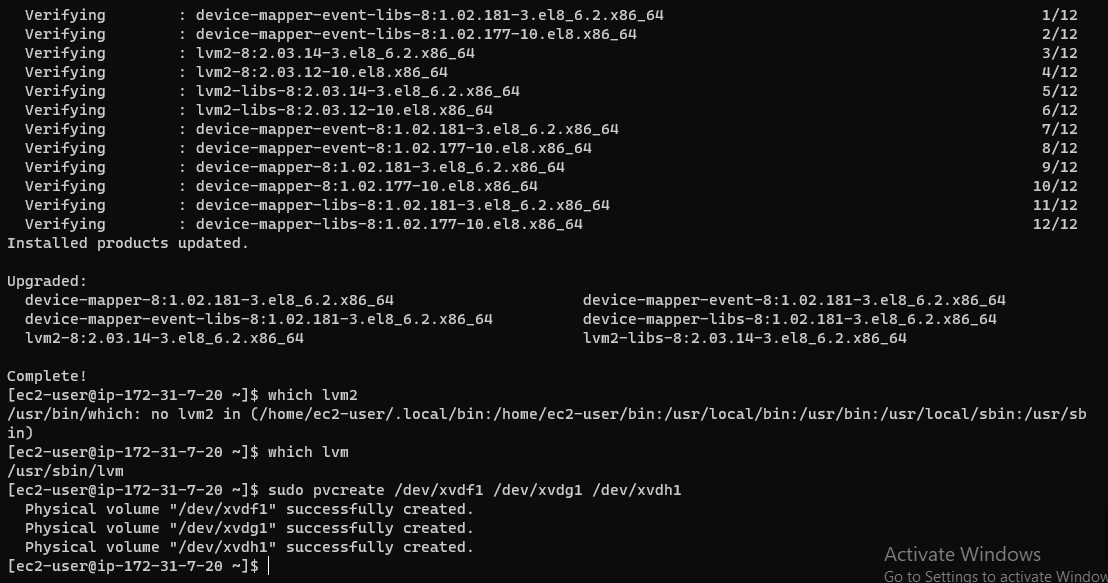 Verifying        : device-mapper-event-libs-8:1.02.181-3.el8_6.2.x86_64        1/12
Verifying        : device-mapper-event-libs-8:1.02.177-10.el8.x86_64        2/12
Verifying        : lvm2-8:2.03.14-3.el8_6.2.x86_64        3/12
Verifying        : lvm2-8:2.03.12-10.el8.x86_64        4/12
Verifying        : lvm2-libs-8:2.03.14-3.el8_6.2.x86_64        5/12
Verifying        : lvm2-libs-8:2.03.12-10.el8.x86_64        6/12
Verifying        : device-mapper-event-8:1.02.181-3.el8_6.2.x86_64        7/12
Verifying        : device-mapper-event-8:1.02.177-10.el8.x86_64        8/12
Verifying        : device-mapper-8:1.02.181-3.el8_6.2.x86_64        9/12
Verifying        : device-mapper-8:1.02.177-10.el8.x86_64        10/12
Verifying        : device-mapper-libs-8:1.02.181-3.el8_6.2.x86_64        11/12
Verifying        : device-mapper-libs-8:1.02.177-10.el8.x86_64        12/12
Installed products updated.
Upgraded:
device-mapper-8:1.02.181-3.el8_6.2.x86_64        device-mapper-event-8:1.02.181-3.el8_6.2.x86_64
device-mapper-event-libs-8:1.02.181-3.el8_6.2.x86_64        device-mapper-libs-8:1.02.181-3.el8_6.2.x86_64
lvm2-8:2.03.14-3.el8_6.2.x86_64        lvm2-libs-8:2.03.14-3.el8_6.2.x86_64
Complete!
[ec2-user@ip-172-31-7-20 ~]$ which lvm2
/usr/bin/which: no lvm2 in (/home/ec2-user/.local/bin:/home/ec2-user/bin:/usr/local/bin:/usr/bin:/usr/local/sbin:/usr/sb
in)
[ec2-user@ip-172-31-7-20 ~]$ which lvm
/usr/sbin/lvm
[ec2-user@ip-172-31-7-20 ~]$ sudo pvcreate /dev/xvdf1 /dev/xvdg1 /dev/xvdh1
Physical volume "/dev/xvdf1" successfully created.
Physical volume "/dev/xvdg1" successfully created.
Physical volume "/dev/xvdh1" successfully created.
[ec2-user@ip-172-31-7-20 ~]$
Activate Windows
Go to Settings to activate Window